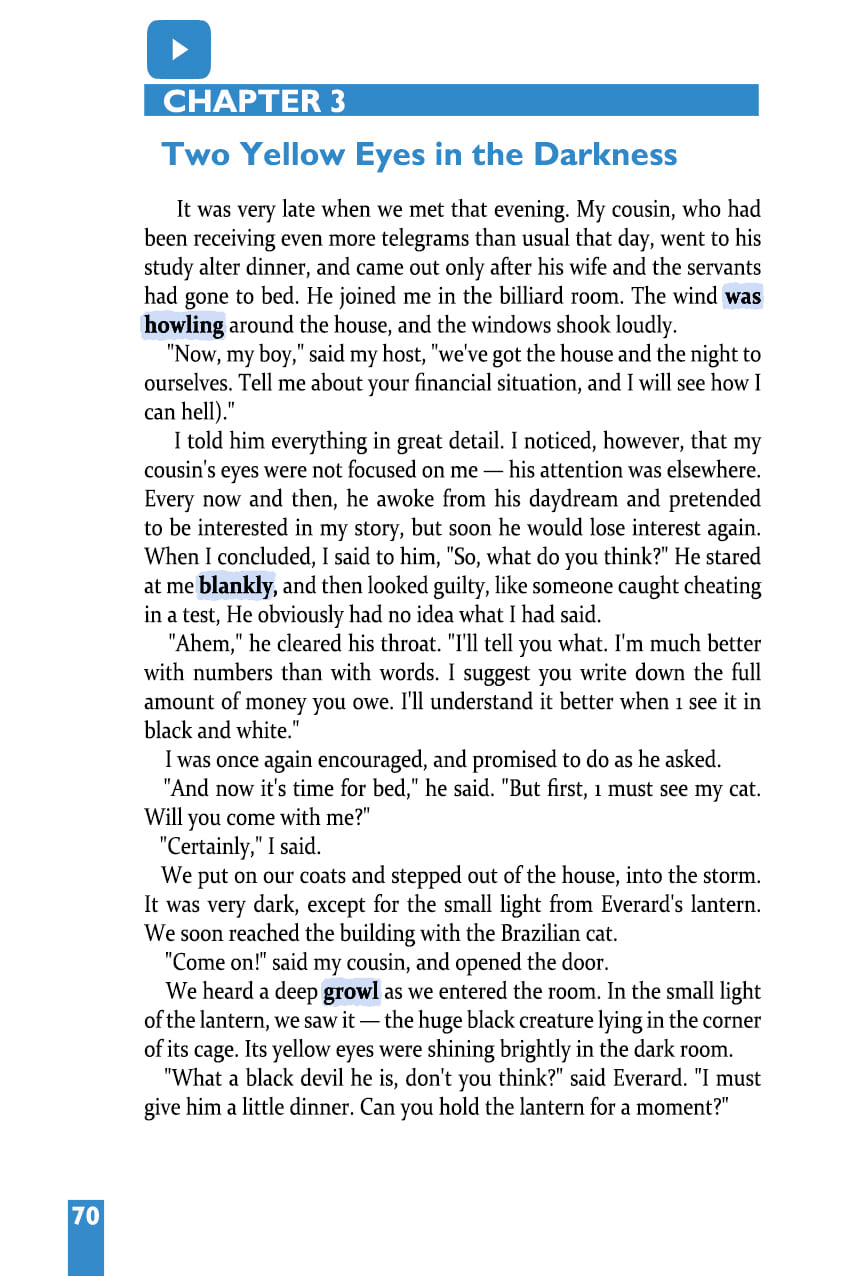 CHAPTER 3
Two Yellow Eyes in the Darkness
It was very late when we met that evening. My cousin, who had
been receiving even more telegrams than usual that day, went to his
study alter dinner, and came out only after his wife and the servants
had gone to bed. He joined me in the billiard room. The wind was
howling around the house, and the windows shook loudly.
"Now, my boy," said my host, "we've got the house and the night to
ourselves. Tell me about your financial situation, and I will see how I
can hell)."
I told him everything in great detail. I noticed, however, that my
cousin's eyes were not focused on me — his attention was elsewhere.
Every now and then, he awoke from his daydream and pretended
to be interested in my story, but soon he would lose interest again.
When I concluded, I said to him, "So, what do you think?" He stared
at me blankly, and then looked guilty, like someone caught cheating
in a test, He obviously had no idea what I had said.
"Ahem," he cleared his throat. "I'll tell you what. I'm much better
with numbers than with words. I suggest you write down the full
amount of money you owe. I'll understand it better when 1 see it in
black and white."
I was once again encouraged, and promised to do as he asked.
"And now it's time for bed," he said. "But first, 1 must see my cat.
Will you come with me?"
"Certainly," I said.
We put on our coats and stepped out of the house, into the storm.
It was very dark, except for the small light from Everard's lantern.
We soon reached the building with the Brazilian cat.
"Come on!" said my cousin, and opened the door.
We heard a deep growl as we entered the room. In the small light
of the lantern, we saw it — the huge black creature lying in the corner
of its cage. Its yellow eyes were shining brightly in the dark room.
"What a black devil he is, don't you think?" said Everard. "I must
give him a little dinner. Can you hold the lantern for a moment?"
70